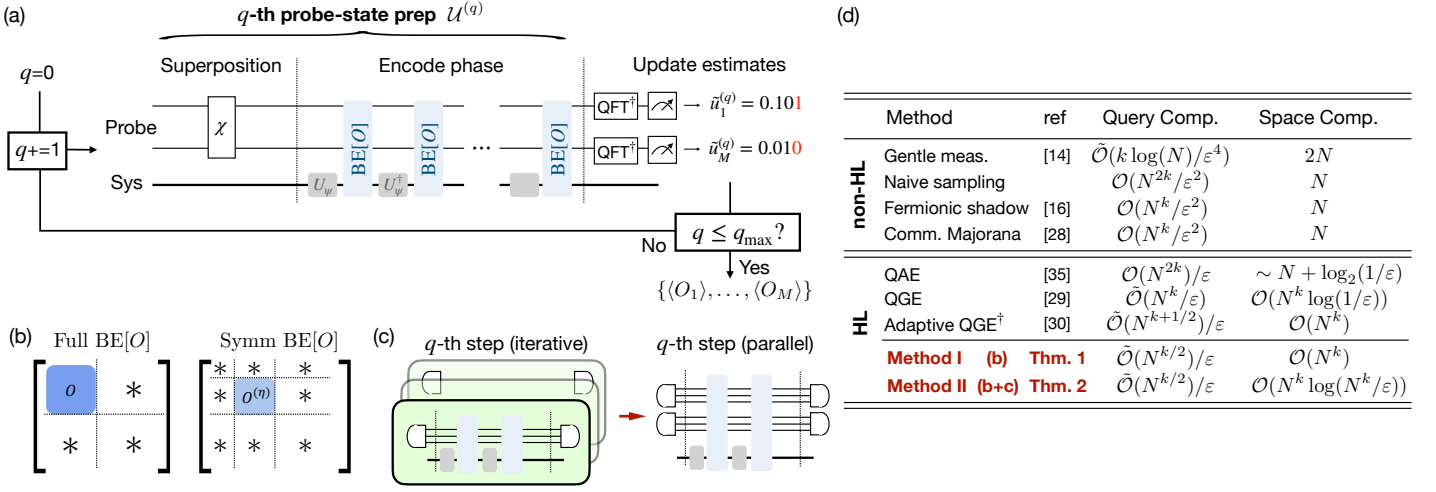 (a)
q-th probe-state prep 𝒰^(q)
q=0
Superposition
Encode phase
Update estimates
Probe
χ
BE[O]
BE[O]
...
BE[O]
QFT† → ũ_1^(q) = 0.101
q+=1
QFT† → ũ_M^(q) = 0.010
Sys
U_ψ
U_ψ^†
No
q ≤ q_max?
Yes
{⟨O_1⟩, . . . , ⟨O_M⟩}
(b)
Full BE[O]
Symm BE[O]
O *
* *
* * *
* O^(η) *
* * *
(c)
q-th step (iterative)
q-th step (parallel)
(d)
Method ref Query Comp. Space Comp.
non-HL
Gentle meas. [14] Õ(k log(N)/ε^4) 2N
Naive sampling O(N^{2k}/ε^2) N
Fermionic shadow [16] O(N^k/ε^2) N
Comm. Majorana [28] O(N^k/ε^2) N
HL
QAE [35] O(N^{2k})/ε ∼ N + log_2(1/ε)
QGE [29] Õ(N^k/ε) O(N^k log(1/ε))
Adaptive QGE† [30] Õ(N^{k+1/2})/ε O(N^k)
Method I (b) Thm. 1 Õ(N^{k/2})/ε O(N^k)
Method II (b+c) Thm. 2 Õ(N^{k/2})/ε O(N^k log(N^k/ε))